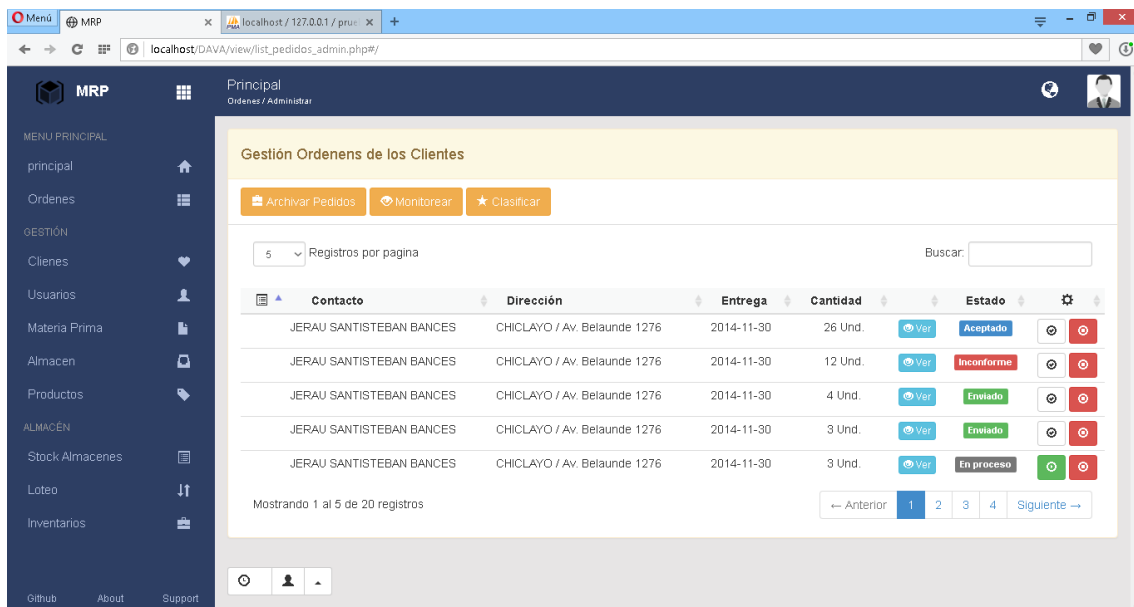 Menú MRP localhost / 127.0.0.1 / prue
localhost/DAVA/view/list_pedidos_admin.php#/
MRP
Principal
Ordenes / Administrar
MENU PRINCIPAL
principal
Ordenes
GESTIÓN
Clienes
Usuarios
Materia Prima
Almacen
Productos
ALMACÉN
Stock Almacenes
Loteo
Inventarios
Github About Support
Gestión Ordenens de los Clientes
Archivar Pedidos Monitorear Clasificar
5 Registros por pagina Buscar:
Contacto Dirección Entrega Cantidad Estado
JERAU SANTISTEBAN BANCES CHICLAYO / Av. Belaunde 1276 2014-11-30 26 Und. Ver Aceptado
JERAU SANTISTEBAN BANCES CHICLAYO / Av. Belaunde 1276 2014-11-30 12 Und. Ver Inconforme
JERAU SANTISTEBAN BANCES CHICLAYO / Av. Belaunde 1276 2014-11-30 4 Und. Ver Enviado
JERAU SANTISTEBAN BANCES CHICLAYO / Av. Belaunde 1276 2014-11-30 3 Und. Ver Enviado
JERAU SANTISTEBAN BANCES CHICLAYO / Av. Belaunde 1276 2014-11-30 3 Und. Ver En proceso
Mostrando 1 al 5 de 20 registros
← Anterior 1 2 3 4 Siguiente →